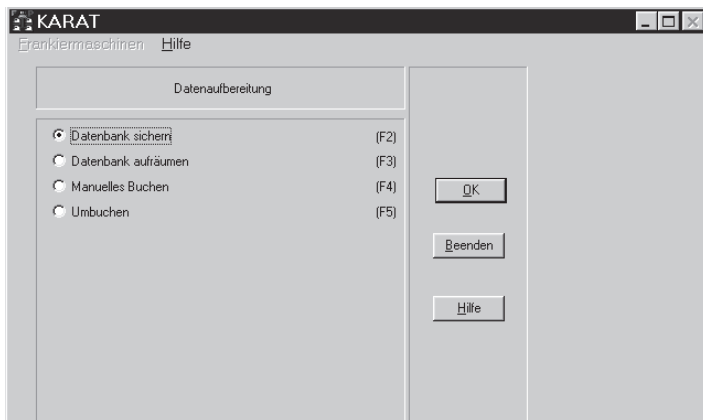 KARAT
Frankiermaschinen Hilfe
Datenaufbereitung
Datenbank sichern (F2)
Datenbank aufräumen (F3)
Manuelles Buchen (F4)
Umbuchen (F5)
OK
Beenden
Hilfe